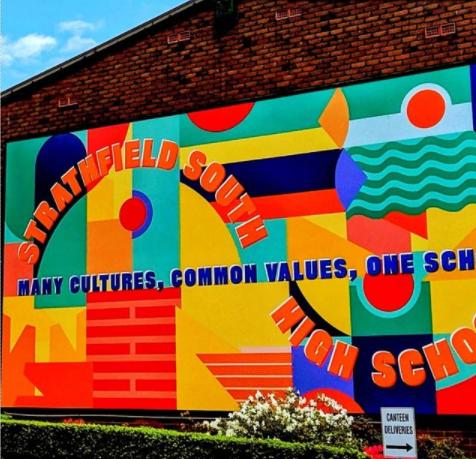 STRATHFIELD SOUTH
MANY CULTURES, COMMON VALUES, ONE SCH
HIGH SCHO
CANTEEN
DELIVERIES